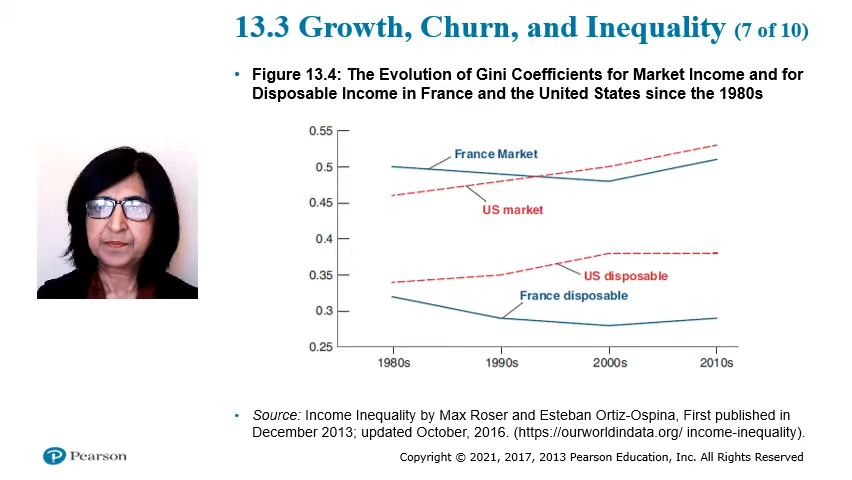 13.3 Growth, Churn, and Inequality (7 of 10)
• Figure 13.4: The Evolution of Gini Coefficients for Market Income and for
Disposable Income in France and the United States since the 1980s
0.55
0.5
0.45
0.4
0.35
0.3
0.25
France Market
US market
US disposable
France disposable
1980s 1990s 2000s 2010s
• Source: Income Inequality by Max Roser and Esteban Ortiz-Ospina, First published in
December 2013; updated October, 2016. (https://ourworldindata.org/ income-inequality).
Pearson
Copyright © 2021, 2017, 2013 Pearson Education, Inc. All Rights Reserved